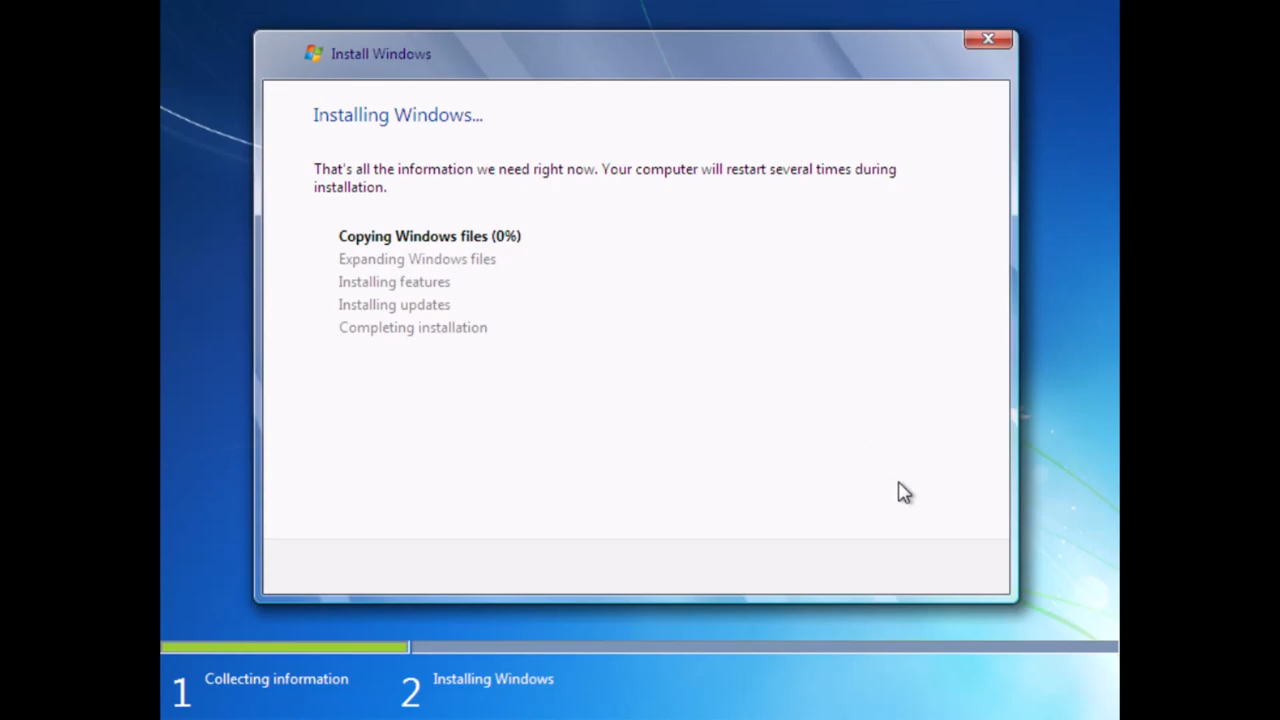 Install Windows
Installing Windows...
That's all the information we need right now. Your computer will restart several times during
installation.
Copying Windows files (0%)
Expanding Windows files
Installing features
Installing updates
Completing installation
1 Collecting information
2 Installing Windows